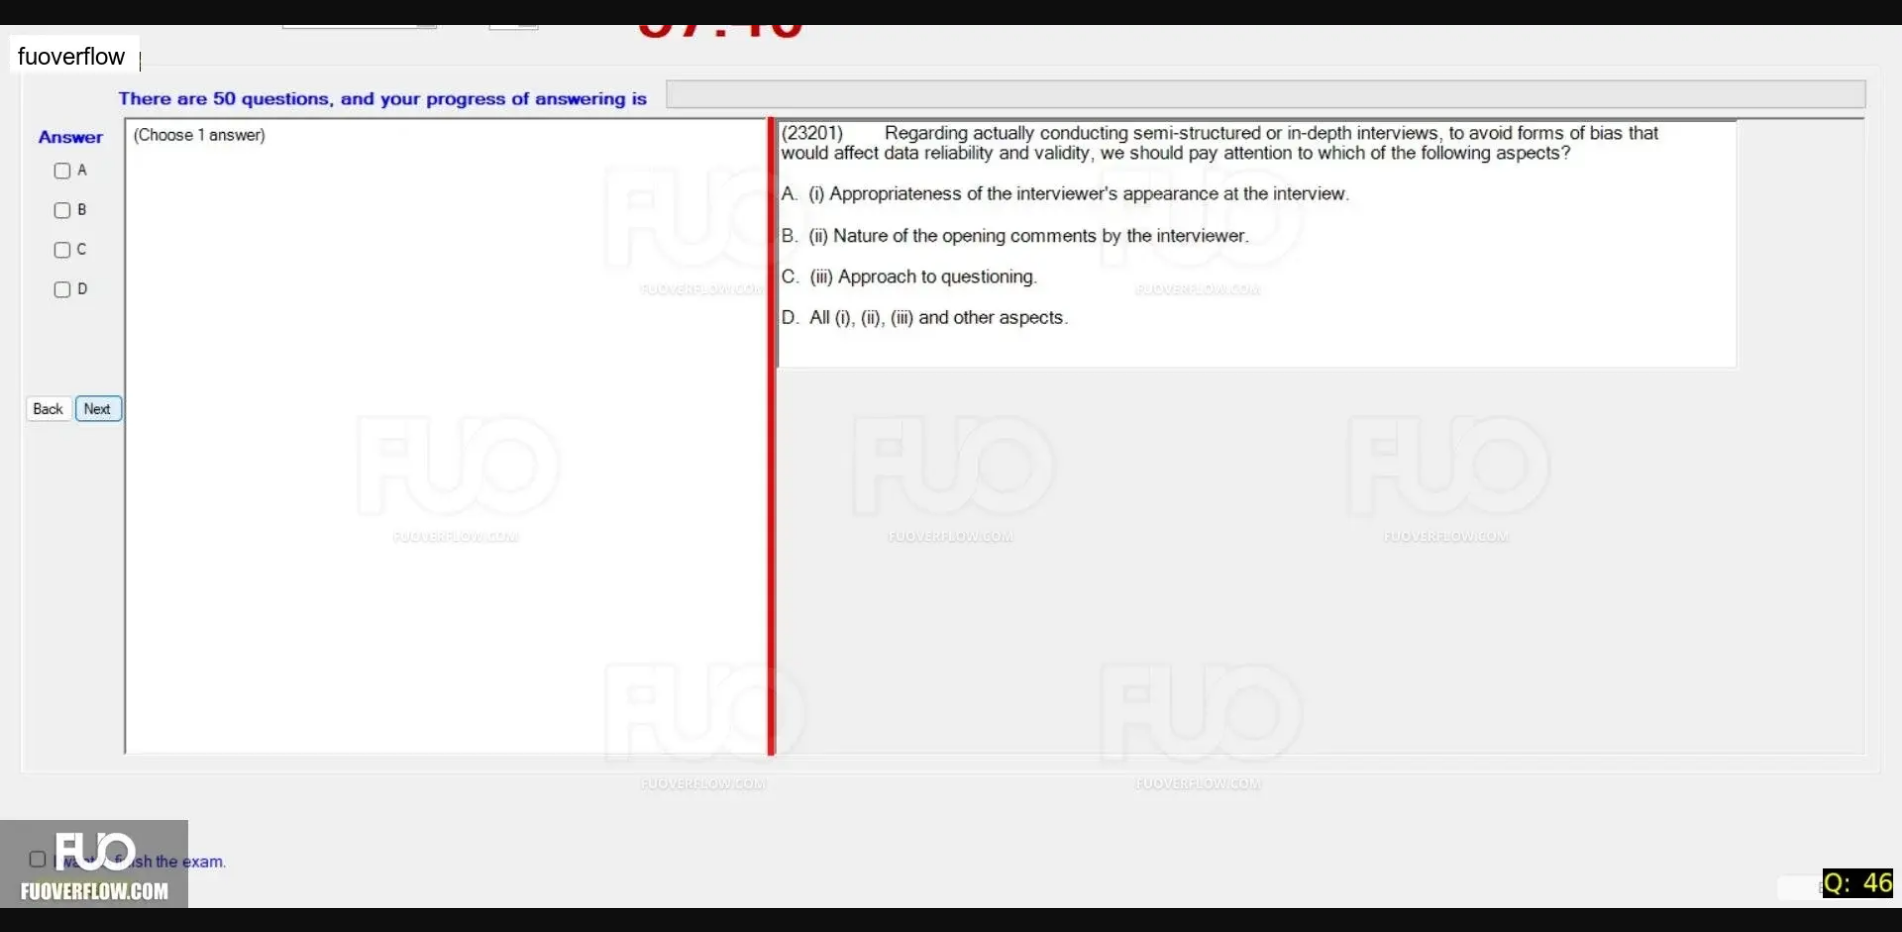 fuoverflow
There are 50 questions, and your progress of answering is
Answer
(Choose 1 answer)
A
B
C
D
Back Next
(23201) Regarding actually conducting semi-structured or in-depth interviews, to avoid forms of bias that
would affect data reliability and validity, we should pay attention to which of the following aspects?
A. (i) Appropriateness of the interviewer's appearance at the interview.
B. (ii) Nature of the opening comments by the interviewer.
C. (iii) Approach to questioning.
D. All (i), (ii), (iii) and other aspects.
FUO
FUOVERFLOW.COM
FUO
FUOVERFLOW.COM
FUO
FUOVERFLOW.COM
FUO
FUOVERFLOW.COM
FUO
FUOVERFLOW.COM
FUO
FUOVERFLOW.COM
FUO
FUOVERFLOW.COM
the exam.
FUO
FUOVERFLOW.COM
Q: 46